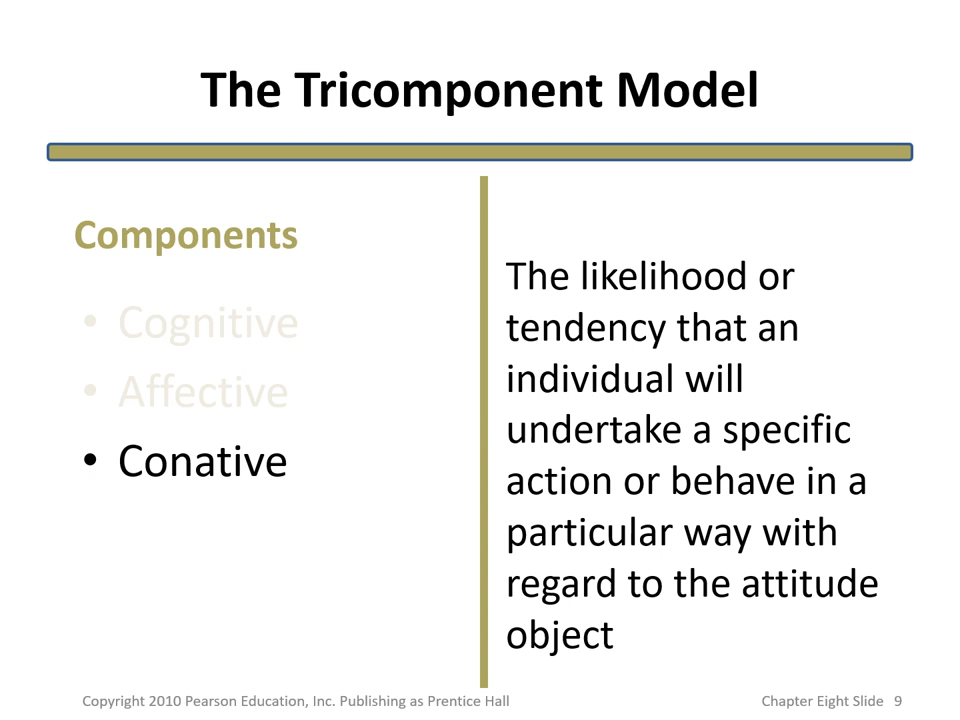 The Tricomponent Model
Components
• Cognitive
• Affective
• Conative
The likelihood or
tendency that an
individual will
undertake a specific
action or behave in a
particular way with
regard to the attitude
object
Copyright 2010 Pearson Education, Inc. Publishing as Prentice Hall
Chapter Eight Slide 9